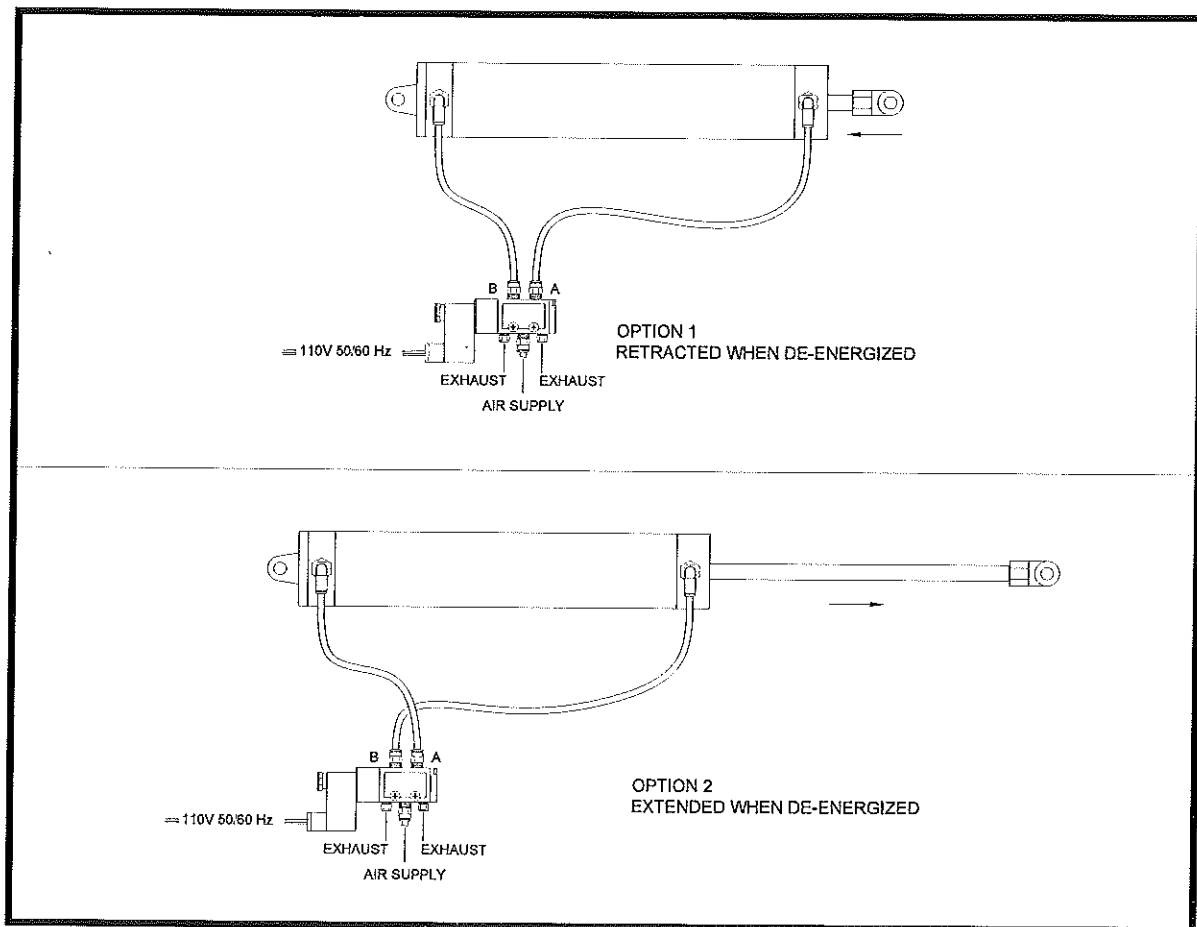 B
A
OPTION 1
RETRACTED WHEN DE-ENERGIZED
110V 50/60 Hz
EXHAUST
EXHAUST
AIR SUPPLY
B
A
OPTION 2
EXTENDED WHEN DE-ENERGIZED
110V 50/60 Hz
EXHAUST
EXHAUST
AIR SUPPLY